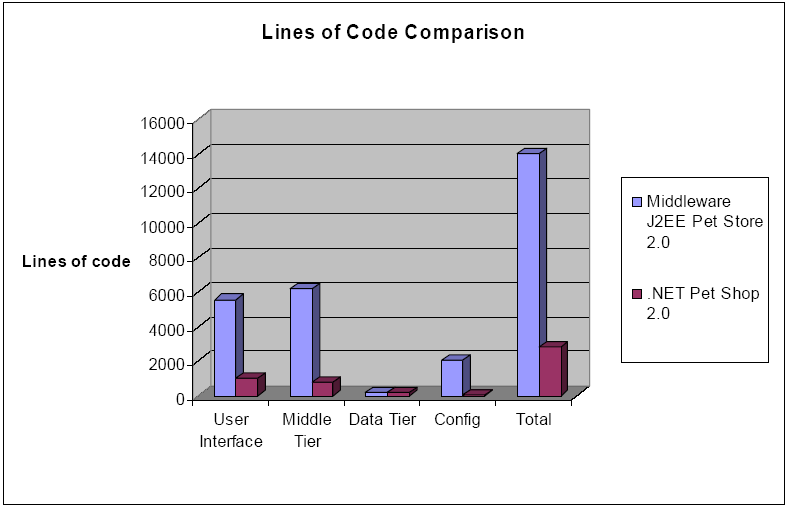 Lines of Code Comparison
16000
14000
12000
10000
8000
6000
4000
2000
0
Lines of code
User
Interface
Middle
Tier
Data Tier
Config
Total
Middleware
J2EE Pet Store
2.0
.NET Pet Shop
2.0